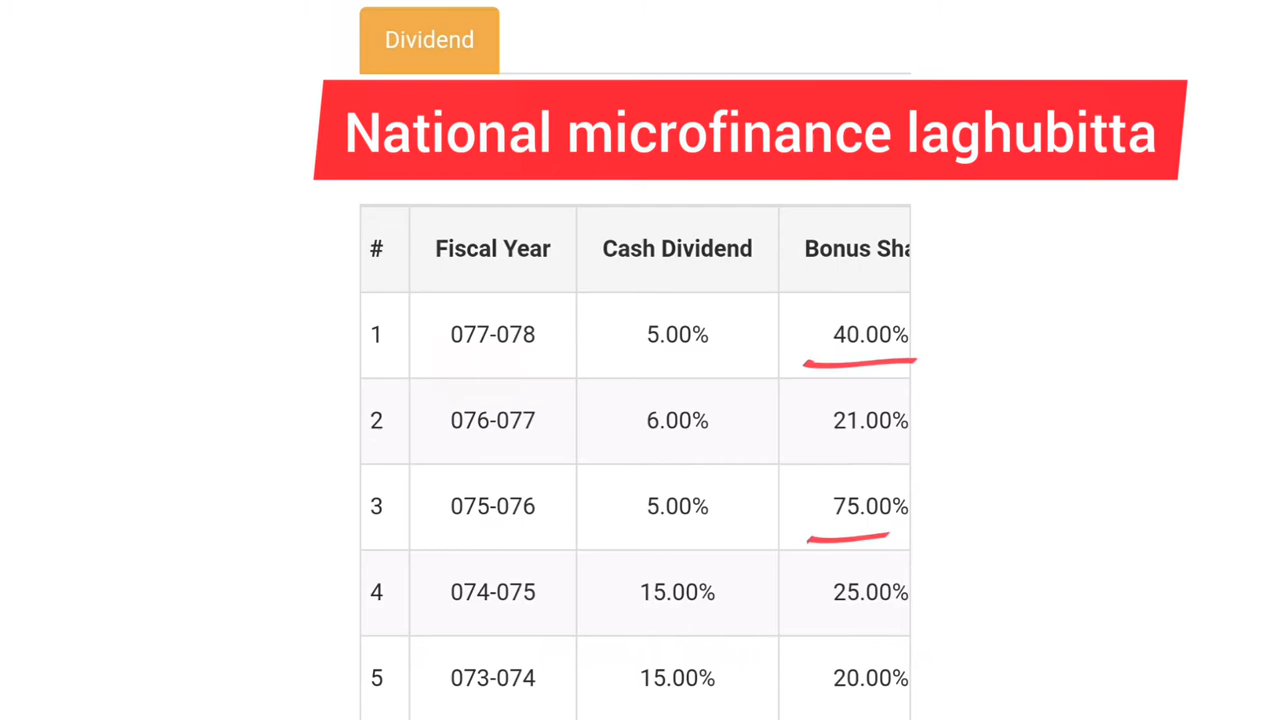 Dividend
National microfinance laghubitta
# Fiscal Year Cash Dividend Bonus Sha
1 077-078 5.00% 40.00%
2 076-077 6.00% 21.00%
3 075-076 5.00% 75.00%
4 074-075 15.00% 25.00%
5 073-074 15.00% 20.00%